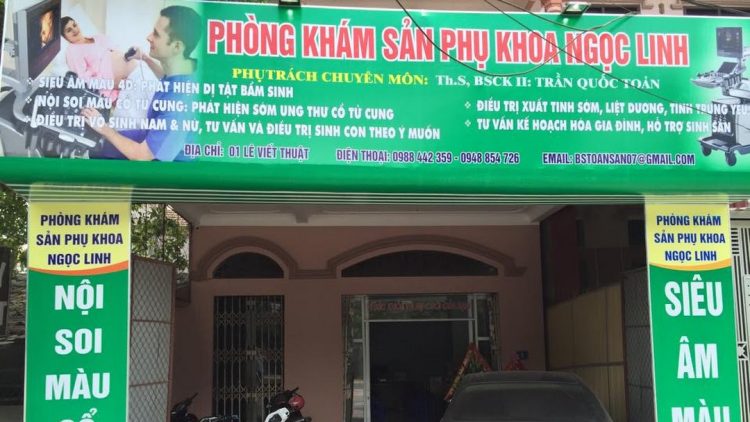 PHÒNG KHÁM SẢN PHỤ KHOA NGỌC LINH
PHỤ TRÁCH CHUYÊN MÔN: Th.S, BSCK II: TRẦN QUỐC TOẢN
* SIÊU ÂM MÀU 4D: PHÁT HIỆN DỊ TẬT BẨM SINH
* NỘI SOI MÀU CỔ TỬ CUNG: PHÁT HIỆN SỚM UNG THƯ CỔ TỬ CUNG
* ĐIỀU TRỊ VÔ SINH NAM & NỮ, TƯ VẤN VÀ ĐIỀU TRỊ SINH CON THEO Ý MUỐN
* ĐIỀU TRỊ XUẤT TINH SỚM, LIỆT DƯƠNG, TINH TRÙNG YẾU
* TƯ VẤN KẾ HOẠCH HÓA GIA ĐÌNH, HỖ TRỢ SINH SẢN
ĐỊA CHỈ: 01 LÊ VIẾT THUẬT ĐIỆN THOẠI: 0988 442 359 - 0948 854 726 EMAIL: BSTOANSAN07@GMAIL.COM
PHÒNG KHÁM
SẢN PHỤ KHOA
NGỌC LINH
NỘI
SOI
MÀU
CỔ
PHÒNG KHÁM
SẢN PHỤ KHOA
NGỌC LINH
SIÊU
ÂM
MÀU